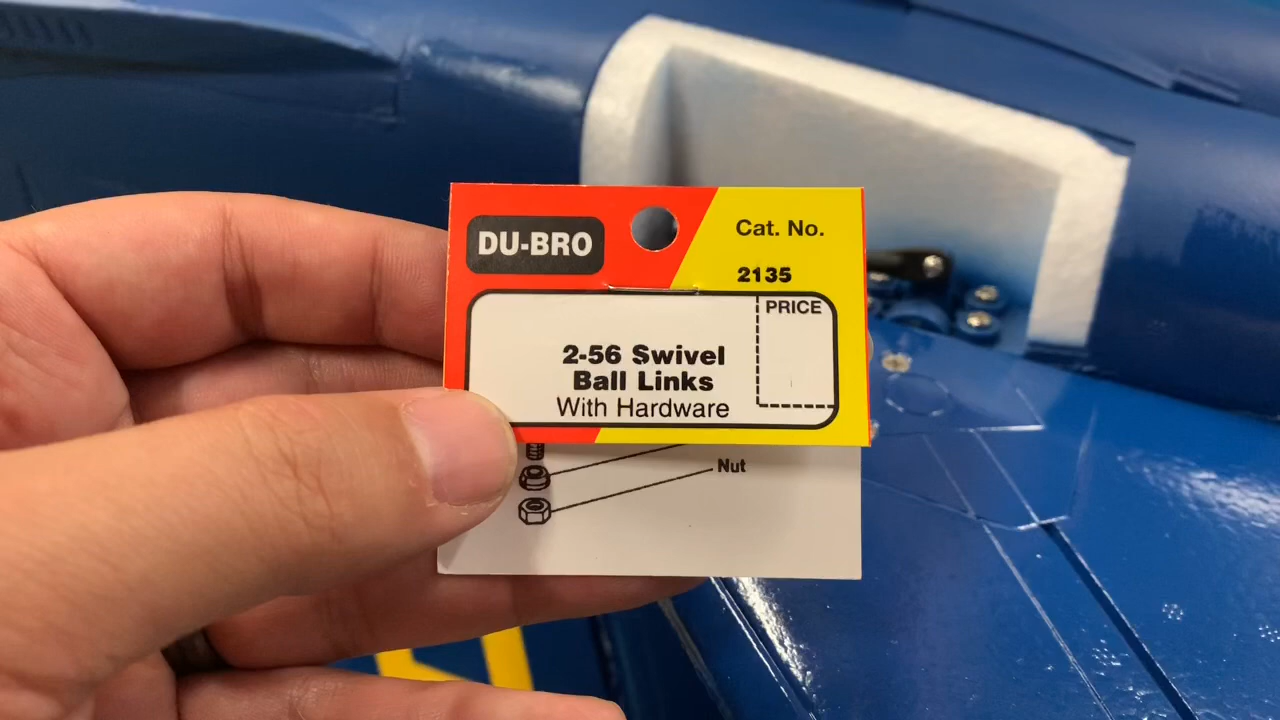 DU-BRO
Cat. No.
2135
PRICE
2-56 Swivel
Ball Links
With Hardware
Nut